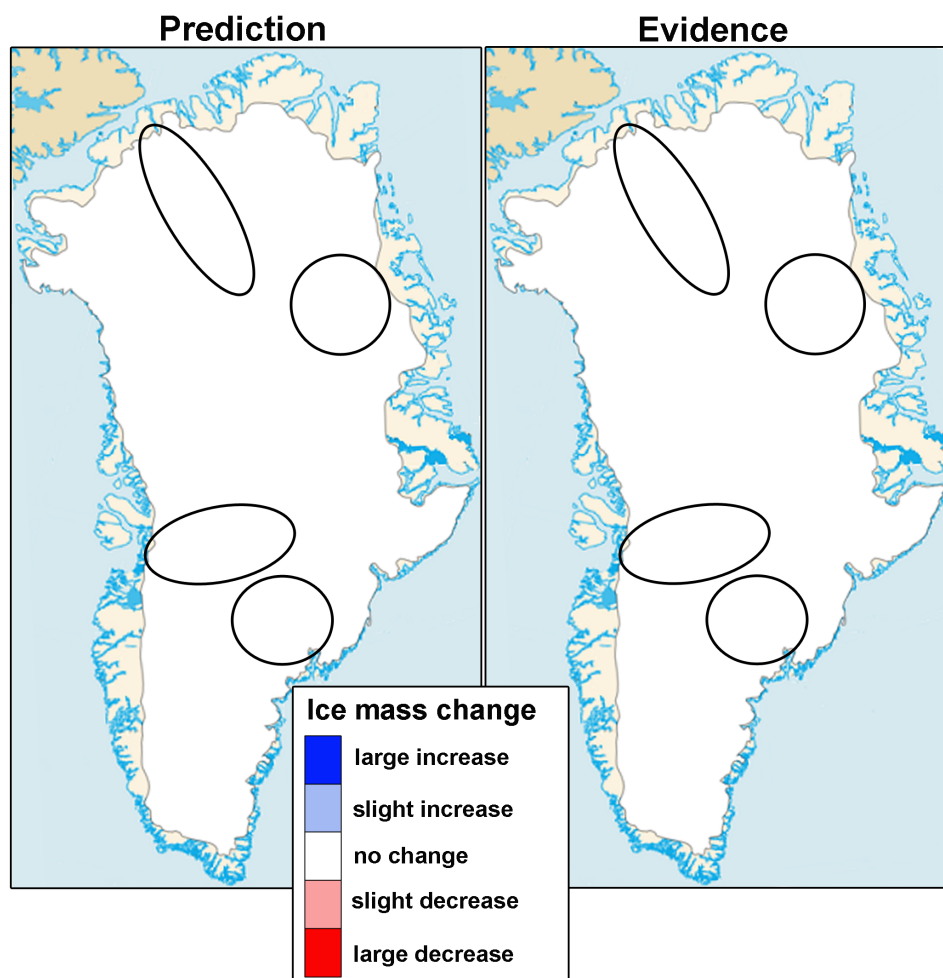 Prediction
Evidence
Ice mass change
large increase
slight increase
no change
slight decrease
large decrease